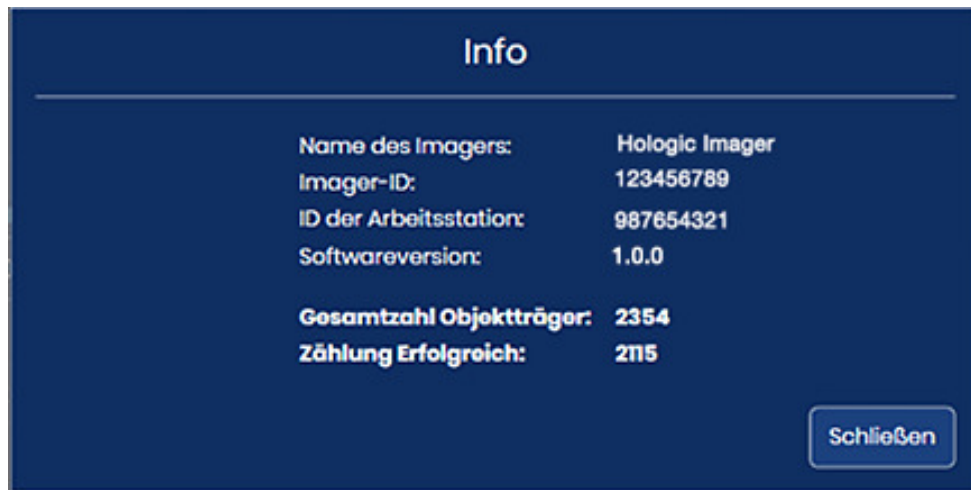 Info
Name des Imagers: Hologic Imager
Imager-ID: 123456789
ID der Arbeitsstation: 987654321
Softwareversion: 1.0.0
Gesamtzahl Objektträger: 2354
Zählung Erfolgreich: 2115
Schließen